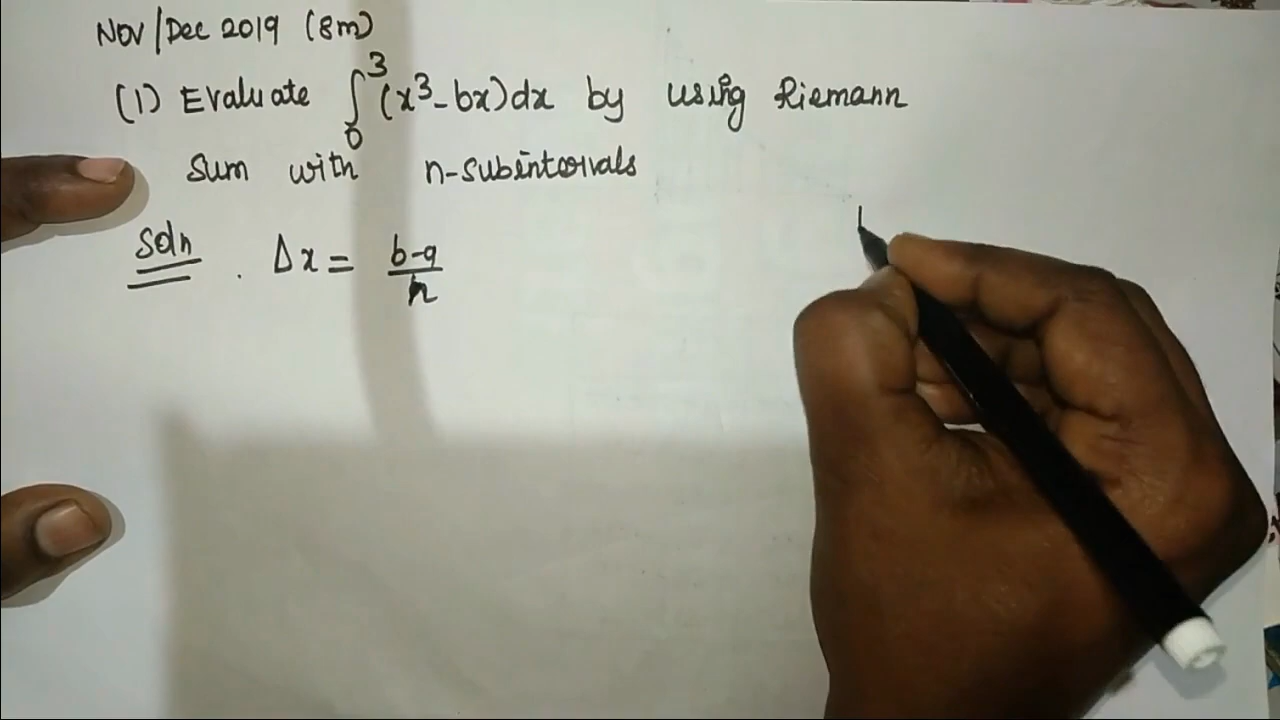 Nov/Dec 2019 (8m)
(1) Evaluate ∫₀³ (x³-6x)dx by using Riemann
Sum with n-subintervals
Soln . Δx = b-a/n